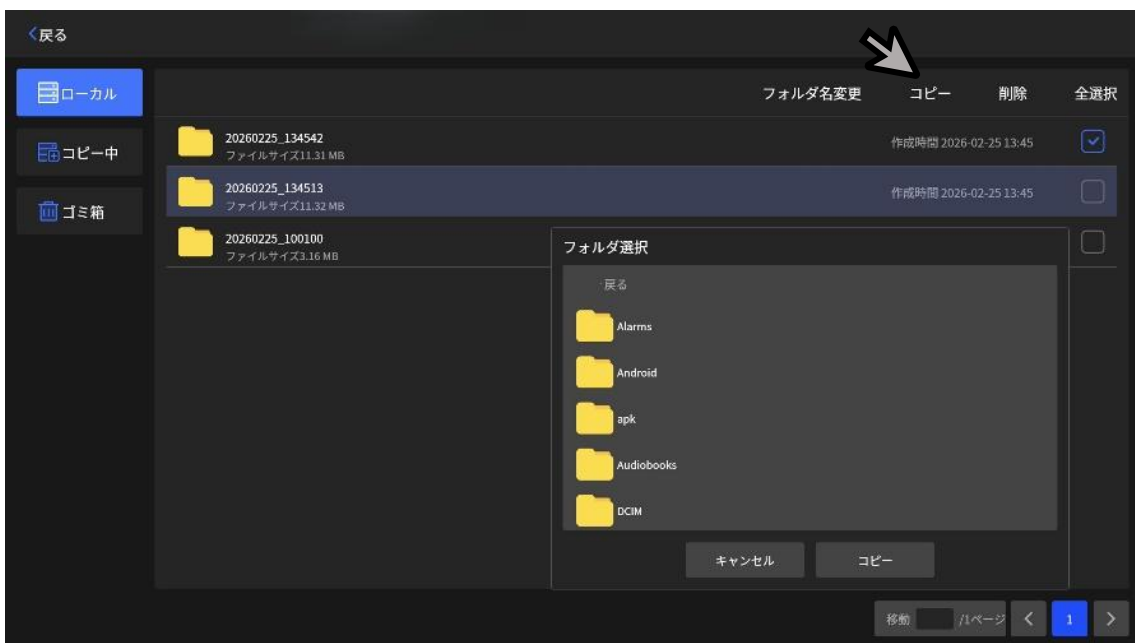 戻る
ローカル
コピー中
ゴミ箱
フォルダ名変更 コピー 削除 全選択
20260225_134542
ファイルサイズ11.31 MB
作成時間 2026-02-25 13:45
20260225_134513
ファイルサイズ11.32 MB
作成時間 2026-02-25 13:45
20260225_100100
ファイルサイズ3.16 MB
フォルダ選択
戻る
Alarms
Android
apk
Audiobooks
DCIM
キャンセル コピー
移動 /1ページ 1